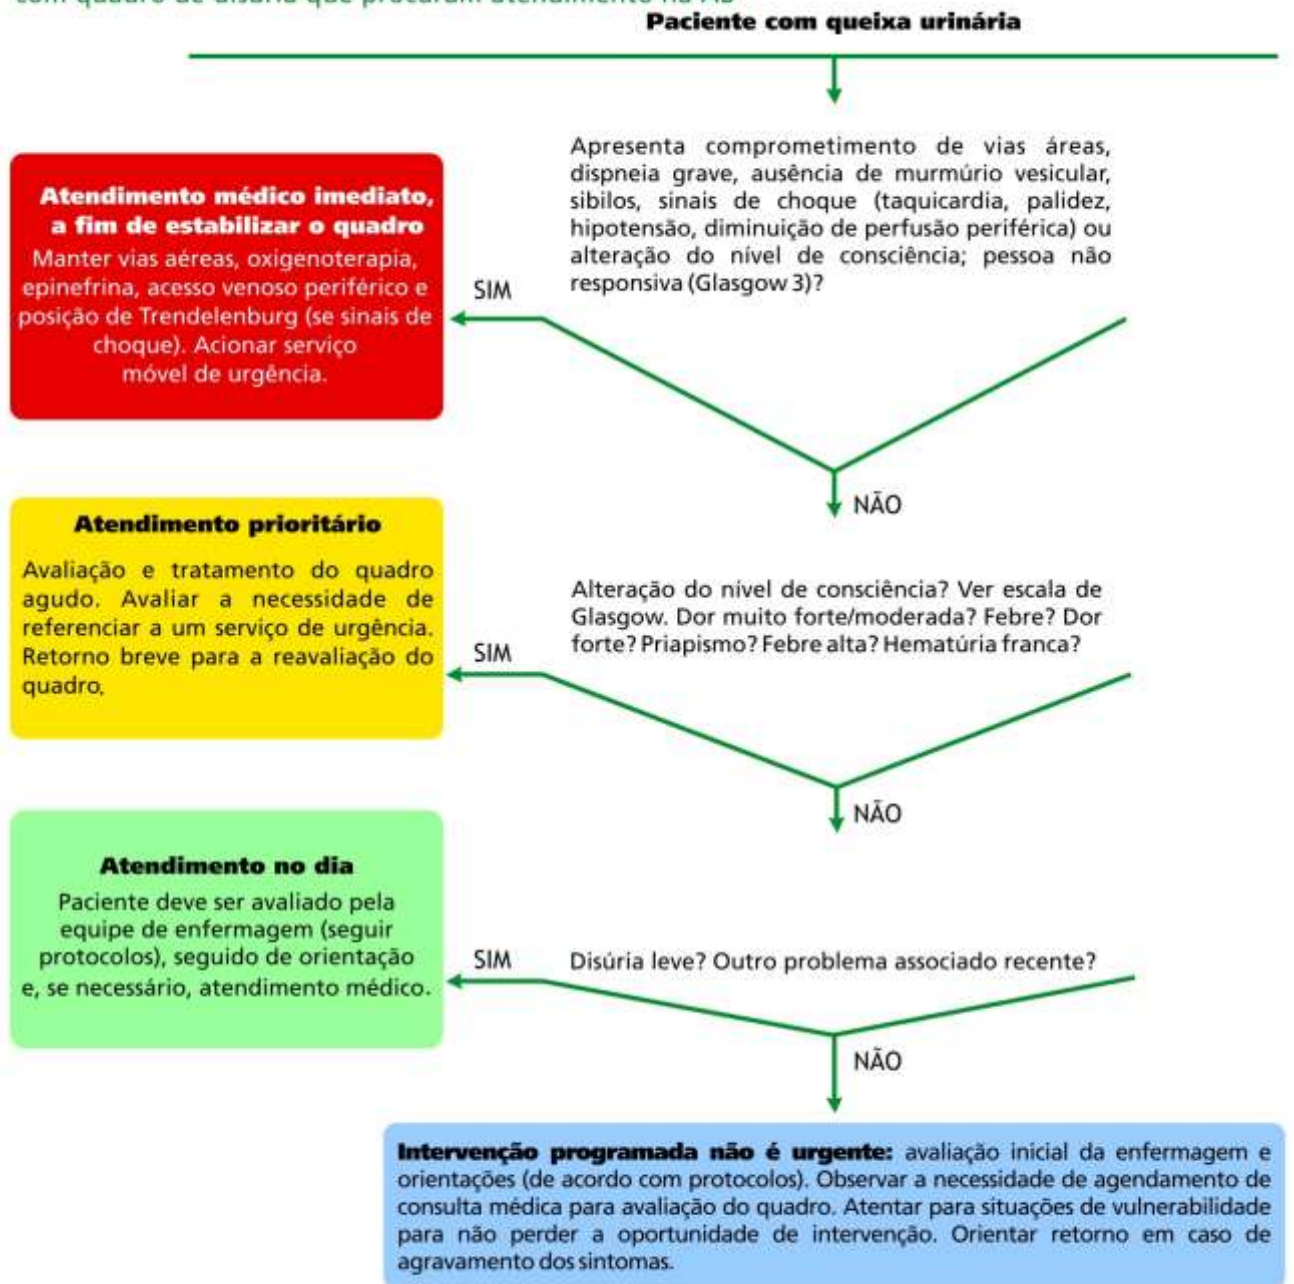 com quadro de disúria que procuram atendimento na AB
Paciente com queixa urinária
Apresenta comprometimento de vias áreas,
dispneia grave, ausência de murmúrio vesicular,
sibilos, sinais de choque (taquicardia, palidez,
hipotensão, diminuição de perfusão periférica) ou
alteração do nível de consciência; pessoa não
responsiva (Glasgow 3)?
SIM
Atendimento médico imediato,
a fim de estabilizar o quadro
Manter vias aéreas, oxigenoterapia,
epinefrina, acesso venoso periférico e
posição de Trendelenburg (se sinais de
choque). Acionar serviço
móvel de urgência.
NÃO
Alteração do nível de consciência? Ver escala de
Glasgow. Dor muito forte/moderada? Febre? Dor
forte? Priapismo? Febre alta? Hematúria franca?
SIM
Atendimento prioritário
Avaliação e tratamento do quadro
agudo. Avaliar a necessidade de
referenciar a um serviço de urgência.
Retorno breve para a reavaliação do
quadro,
NÃO
Disúria leve? Outro problema associado recente?
SIM
Atendimento no dia
Paciente deve ser avaliado pela
equipe de enfermagem (seguir
protocolos), seguido de orientação
e, se necessário, atendimento médico.
NÃO
Intervenção programada não é urgente: avaliação inicial da enfermagem e
orientações (de acordo com protocolos). Observar a necessidade de agendamento de
consulta médica para avaliação do quadro. Atentar para situações de vulnerabilidade
para não perder a oportunidade de intervenção. Orientar retorno em caso de
agravamento dos sintomas.